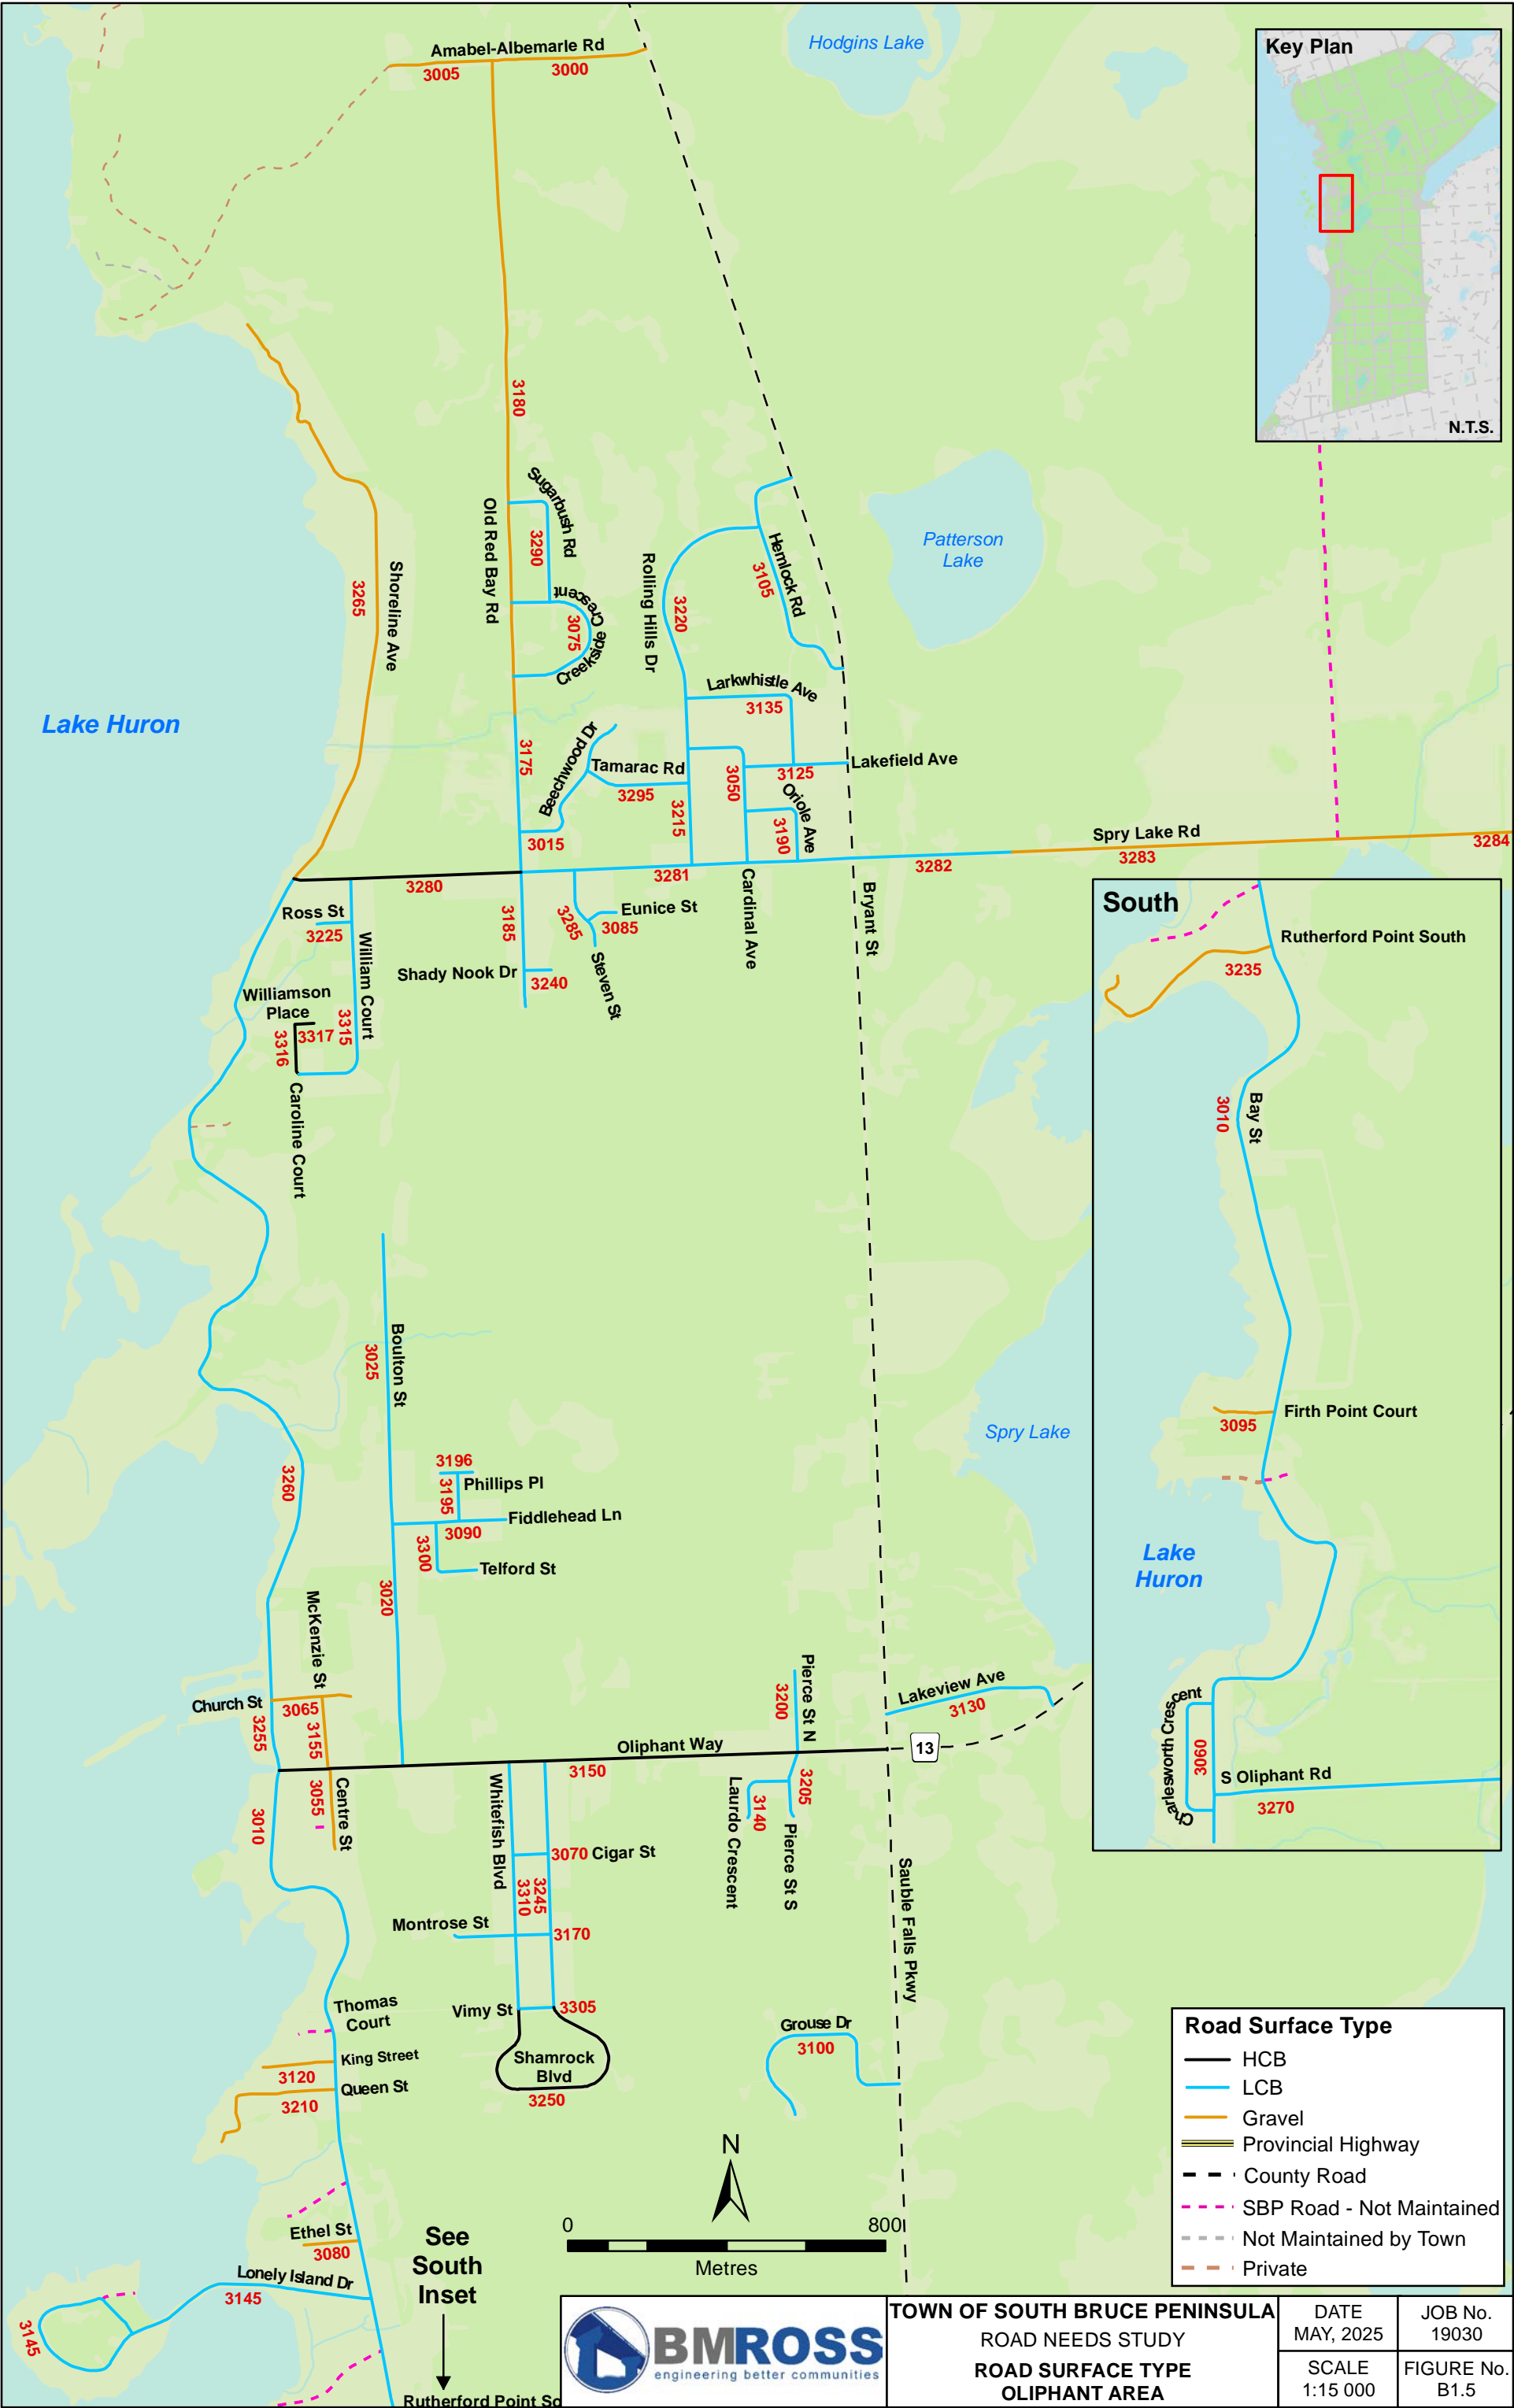 Amabel-Albemarle Rd
3005
3000
Hodgins Lake
Key Plan
N.T.S.
3180
Sugarbush Rd
3290
Old Red Bay Rd
Creekside Crescent
3075
Shoreline Ave
3265
Rolling Hills Dr
3220
Hemlock Rd
3105
Patterson
Lake
Lake Huron
Larkwhistle Ave
3135
3175
Beechwood Dr
Tamarac Rd
3295
3215
3050
3125
Lakefield Ave
Oriole Ave
3190
3015
Spry Lake Rd
3280
3281
3282
3283
3284
Ross St
3225
William Court
3185
3285
Eunice St
3085
Steven St
Shady Nook Dr
3240
Cardinal Ave
Bryant St
Williamson
Place
3317
3316
3315
Caroline Court
South
Rutherford Point South
3235
3010
Bay St
Firth Point Court
3095
Lake
Huron
Charlesworth Crescent
3060
S Oliphant Rd
3270
Boulton St
3025
Spry Lake
3260
3196
Phillips Pl
3195
Fiddlehead Ln
3090
3300
Telford St
3020
McKenzie St
Church St
3065
3255
3155
Pierce St N
3200
Lakeview Ave
3130
Oliphant Way
3150
13
3055
Centre St
3010
Whitefish Blvd
3205
3140
Laurdo Crescent
Pierce St S
3070
Cigar St
3310
3245
Montrose St
3170
Sauble Falls Pkwy
Thomas
Court
Vimy St
3305
King Street
3120
Queen St
3210
Shamrock
Blvd
3250
Grouse Dr
3100
Ethel St
3080
Lonely Island Dr
3145
3145
See
South
Inset
Rutherford Point So
N
0
800
Metres
Road Surface Type
HCB
LCB
Gravel
Provincial Highway
County Road
SBP Road - Not Maintained
Not Maintained by Town
Private
BMROSS
engineering better communities
TOWN OF SOUTH BRUCE PENINSULA
ROAD NEEDS STUDY
ROAD SURFACE TYPE
OLIPHANT AREA
DATE
MAY, 2025
JOB No.
19030
SCALE
1:15 000
FIGURE No.
B1.5